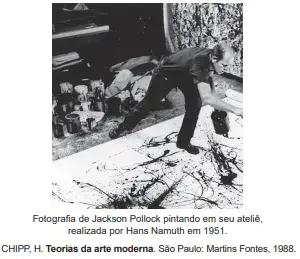 Fotografia de Jackson Pollock pintando em seu ateliê,
realizada por Hans Namuth em 1951.
CHIPP, H. Teorias da arte moderna. São Paulo: Martins Fontes, 1988.